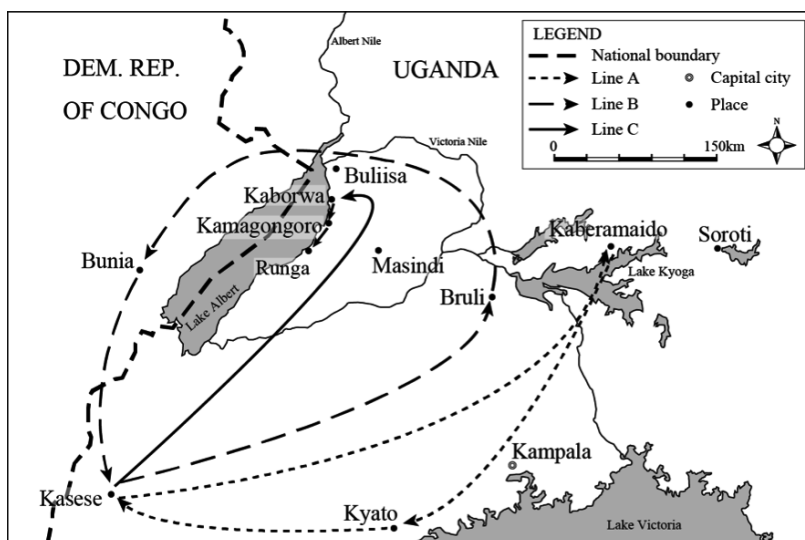 DEM. REP.
OF CONGO
Albert Nile
UGANDA
LEGEND
National boundary
Line A
Capital city
Line B
Place
Line C
0 150km
N
Victoria Nile
Buliisa
Kaborwa
Kamagongoro
Runga
Masindi
Kaberamaido
Soroti
Lake Kyoga
Bunia
Lake Albert
Bruli
Kampala
Kasese
Kyato
Lake Victoria